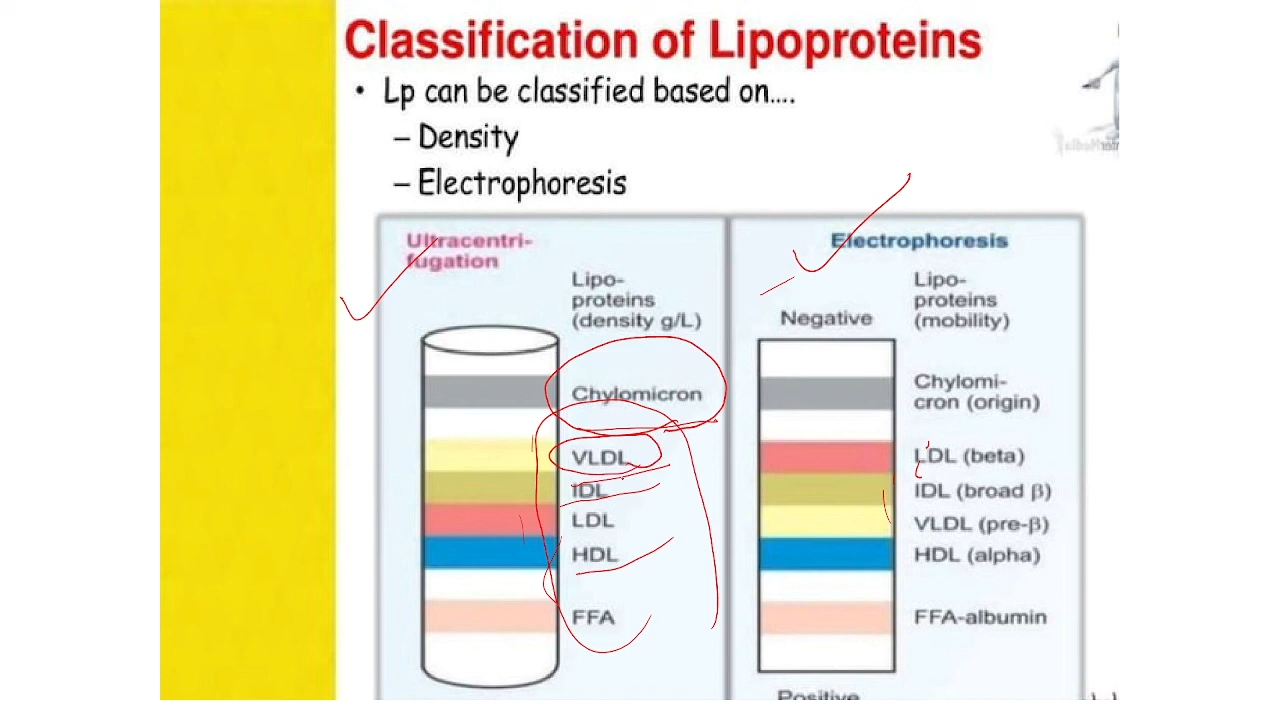 Classification of Lipoproteins
• Lp can be classified based on....
– Density
– Electrophoresis
Ultracentri-
fugation
Lipo-
proteins
(density g/L)
Chylomicron
VLDL
IDL
LDL
HDL
FFA
Electrophoresis
Negative
Lipo-
proteins
(mobility)
Chylomi-
cron (origin)
LDL (beta)
IDL (broad β)
VLDL (pre-β)
HDL (alpha)
FFA-albumin
Positive